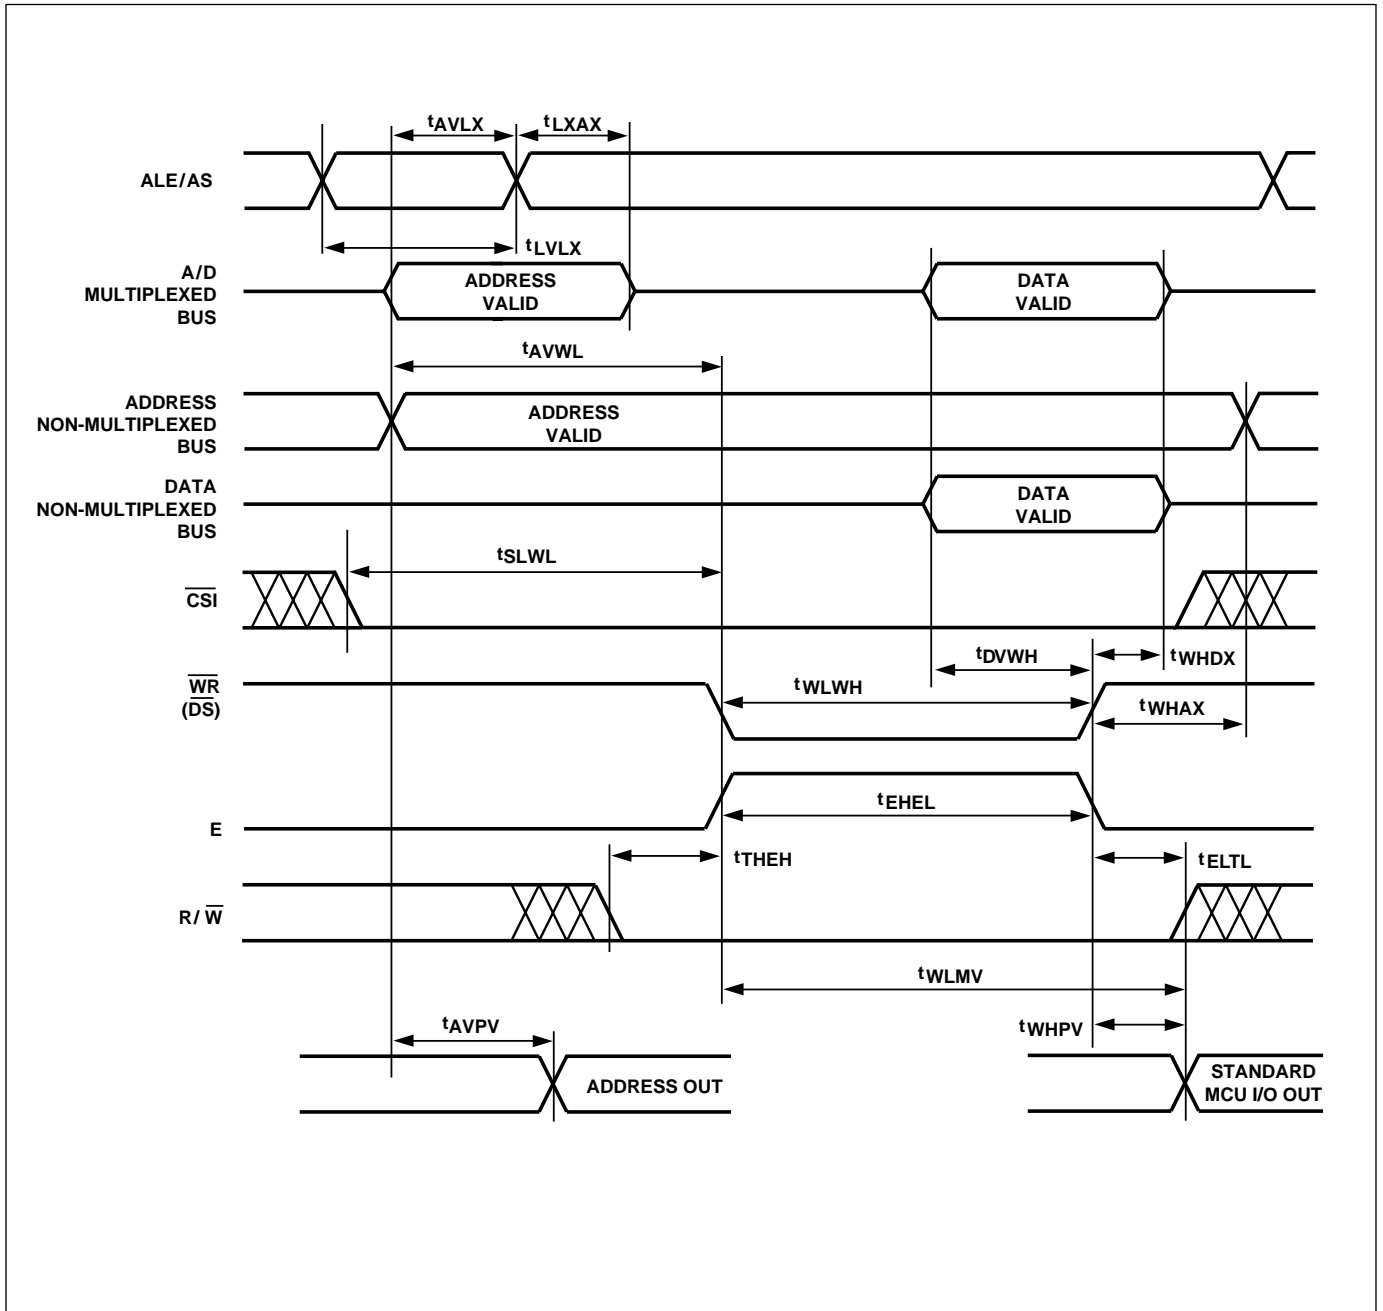 tAVLX
tLXAX
ALE/AS
tLVLX
A/D
MULTIPLEXED
BUS
ADDRESS
VALID
DATA
VALID
tAVWL
ADDRESS
NON-MULTIPLEXED
BUS
ADDRESS
VALID
DATA
NON-MULTIPLEXED
BUS
DATA
VALID
tSLWL
CSI
tDVWH
tWHDX
WR
(DS)
tWLWH
tWHAX
tEHEL
E
tTHEH
tELTL
R/ W
tWLMV
tAVPV
tWHPV
ADDRESS OUT
STANDARD
MCU I/O OUT